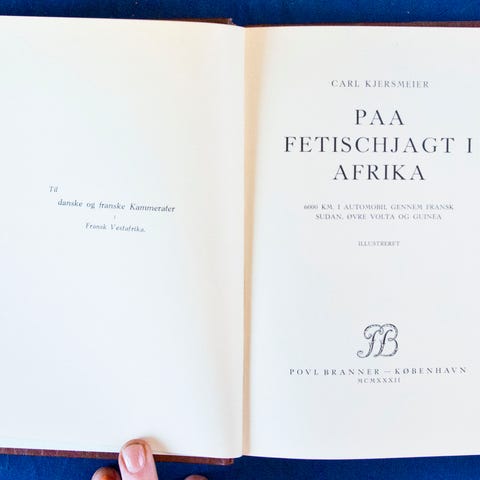 Til
danske og franske Kammerater
i
Fransk Vestafrika.
CARL KJERSMEIER
PAA
FETISCHJAGT I
AFRIKA
6000 KM. I AUTOMOBIL GENNEM FRANSK
SUDAN, ØVRE VOLTA OG GUINEA
ILLUSTRERET
PB
POVL BRANNER — KØBENHAVN
MCMXXXII